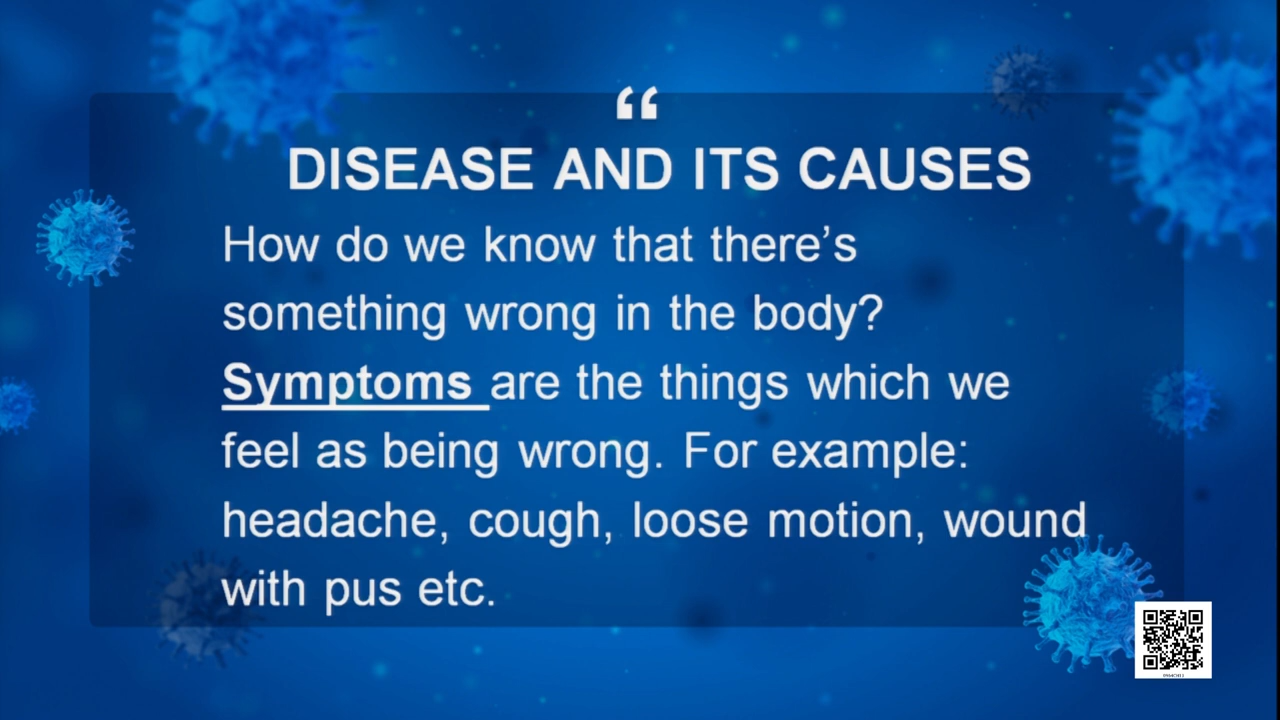 “
DISEASE AND ITS CAUSES
How do we know that there’s
something wrong in the body?
Symptoms are the things which we
feel as being wrong. For example:
headache, cough, loose motion, wound
with pus etc.